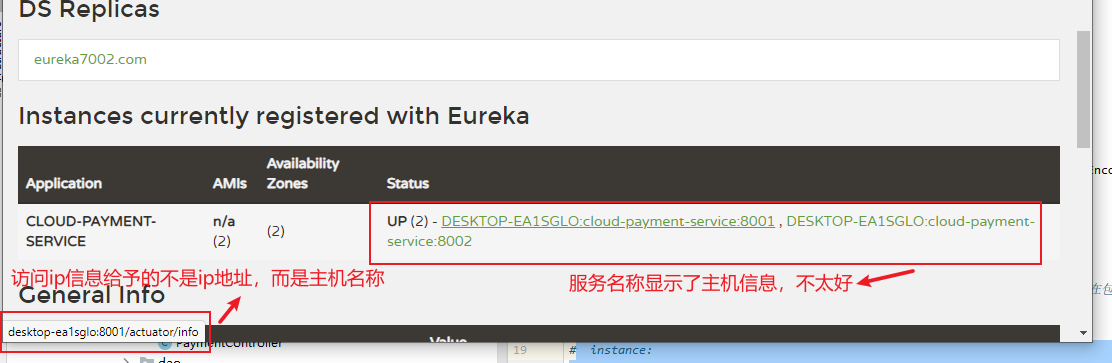 DS Replicas
eureka7002.com
Instances currently registered with Eureka
Application AMIs Availability Zones Status
CLOUD-PAYMENT-SERVICE n/a (2) (2) UP (2) - DESKTOP-EA1SGLO:cloud-payment-service:8001 , DESKTOP-EA1SGLO:cloud-payment-
service:8002
访问ip信息给予的不是ip地址，而是主机名称
服务名称显示了主机信息，不太好
General Info
desktop-ea1sglo:8001/actuator/info
PaymentController
dao
19 # instance: